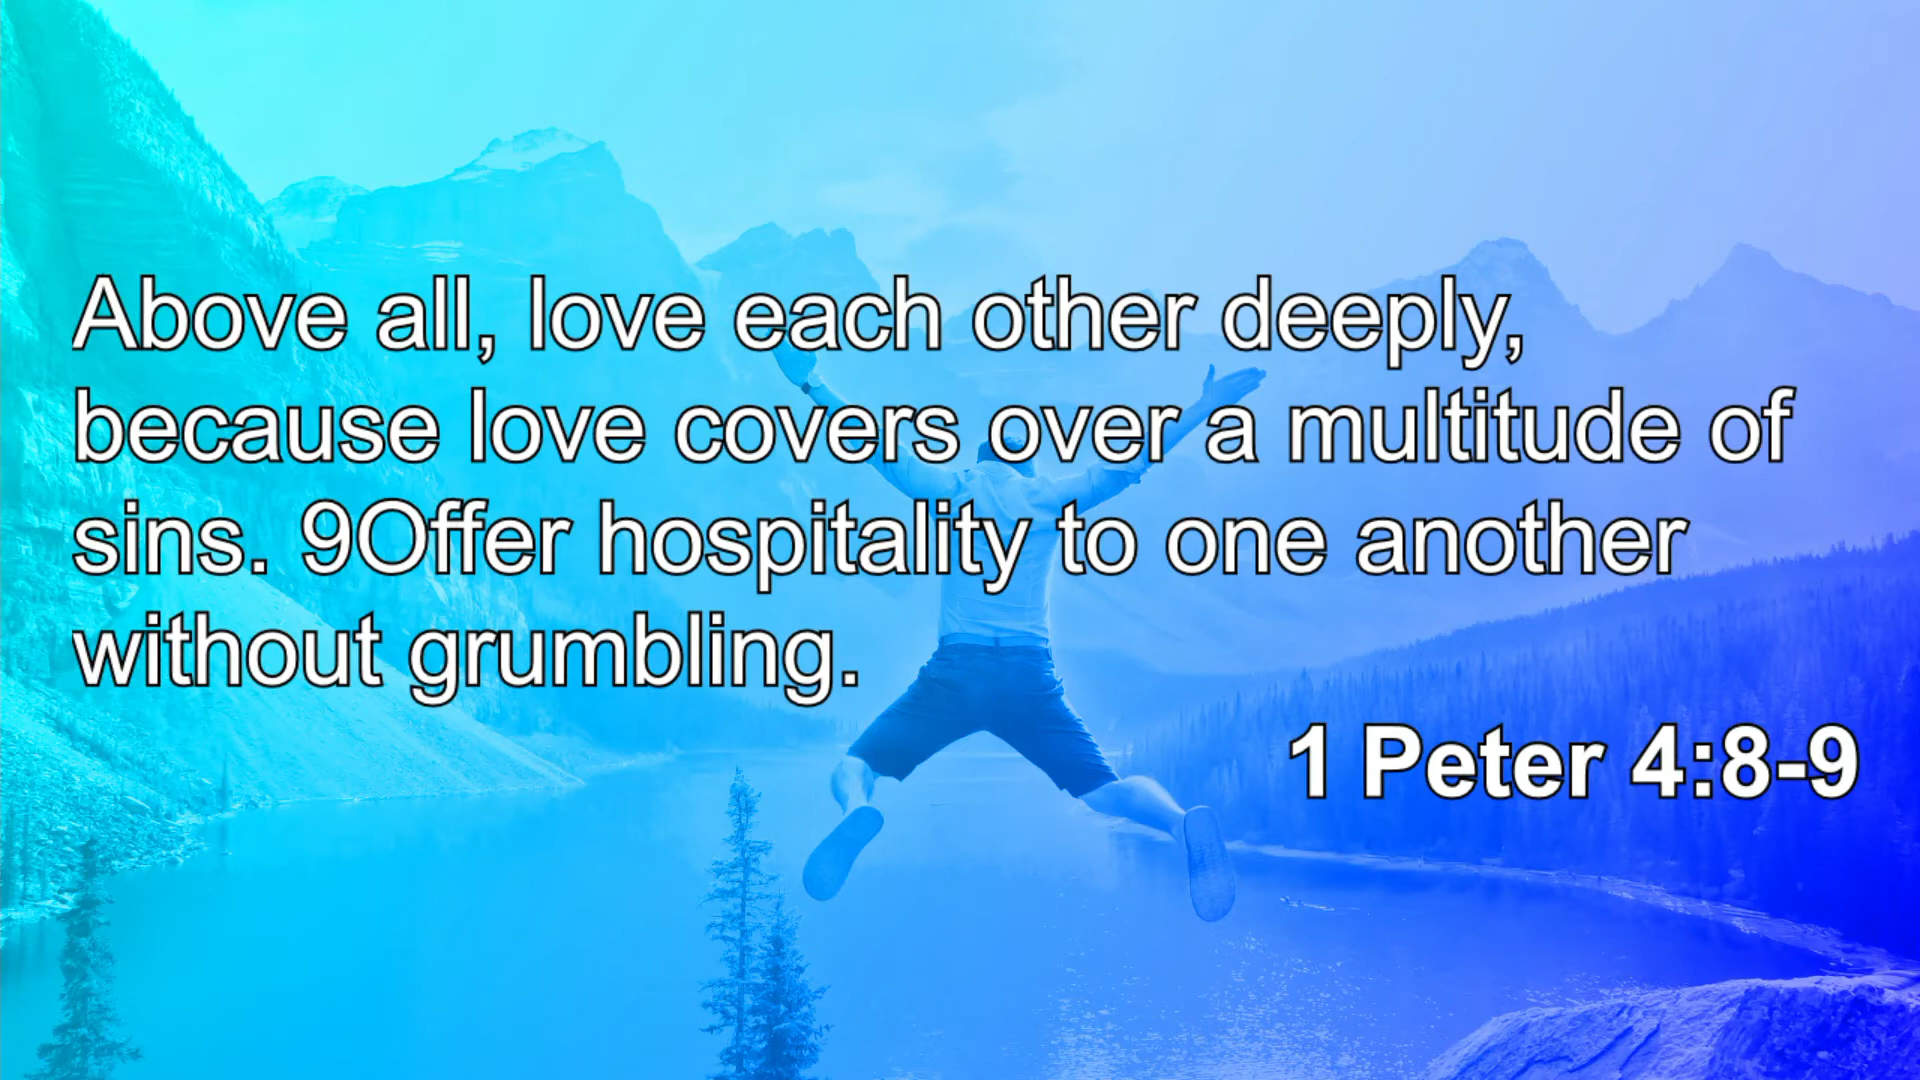 Above all, love each other deeply,
because love covers over a multitude of
sins. 9Offer hospitality to one another
without grumbling.
1 Peter 4:8-9